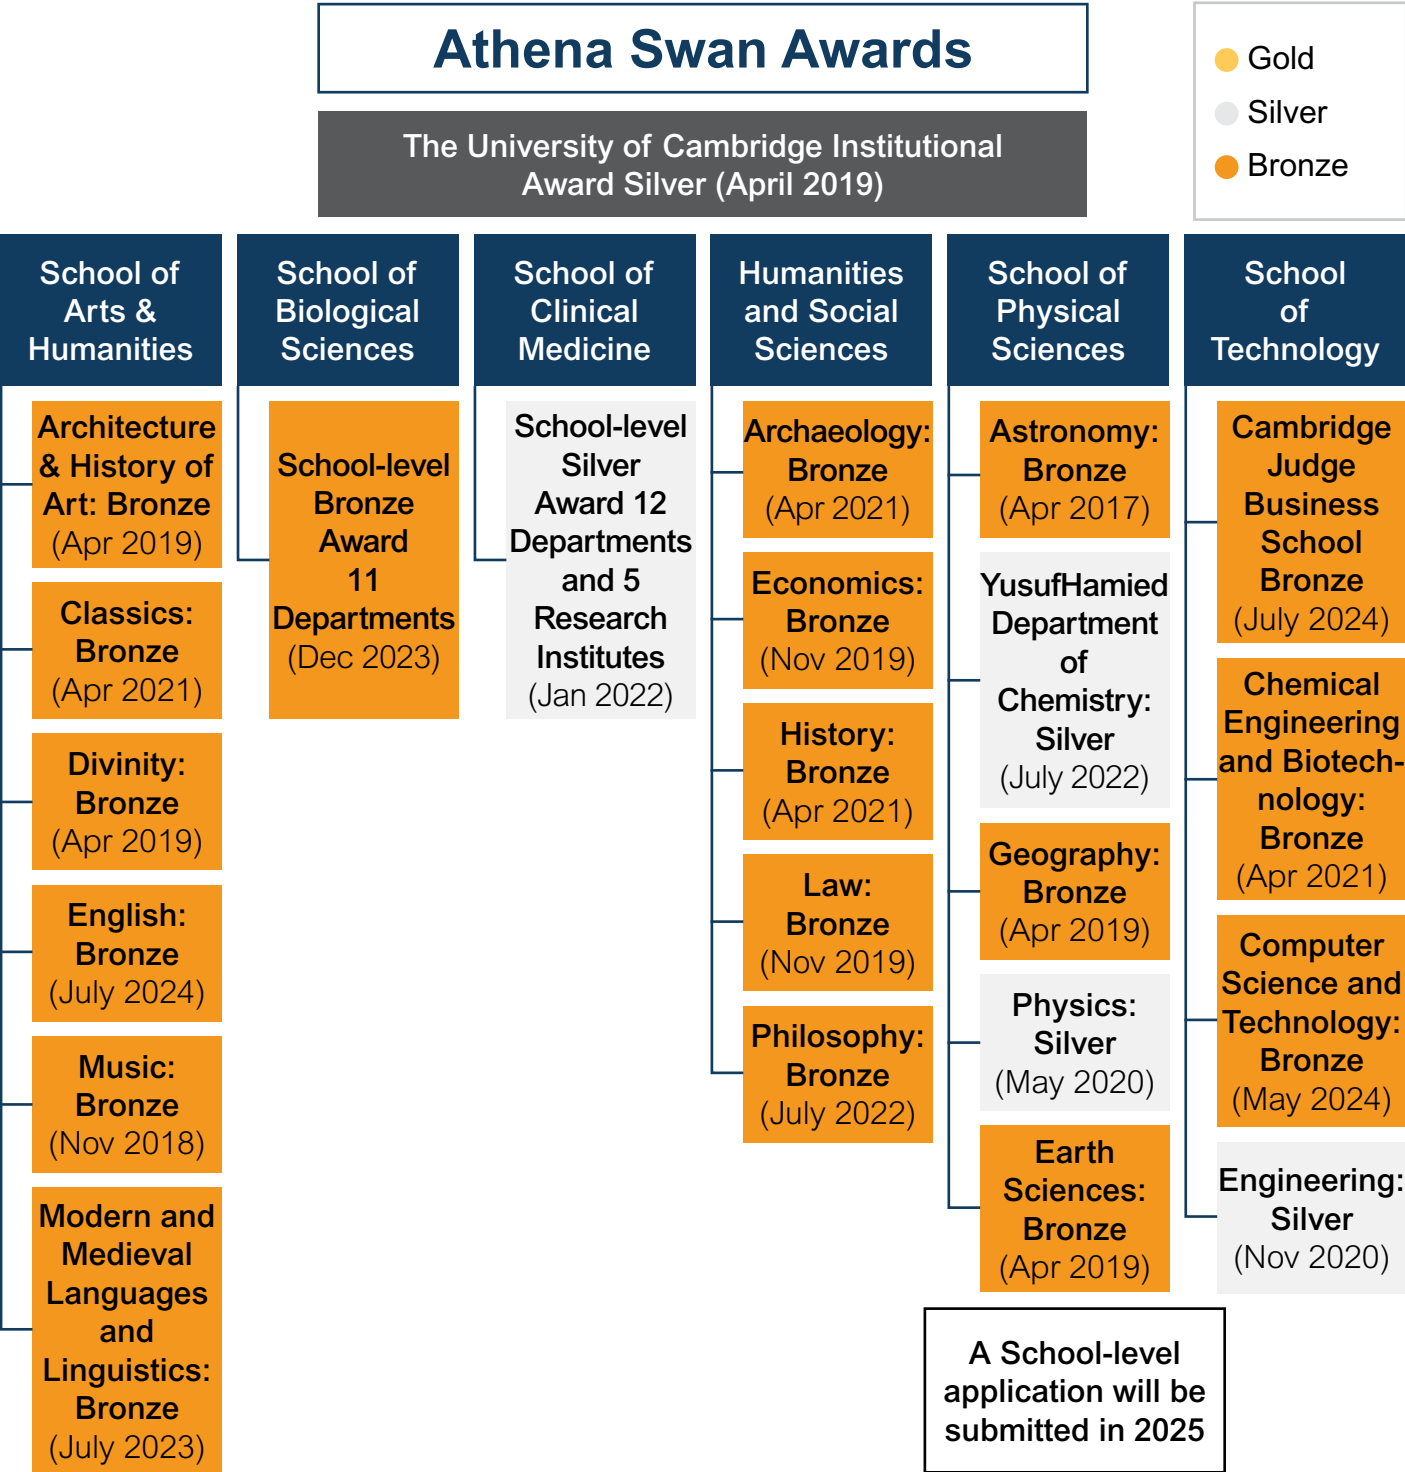 Athena Swan Awards
The University of Cambridge Institutional
Award Silver (April 2019)
Gold
Silver
Bronze
School of
Arts &
Humanities
Architecture
& History of
Art: Bronze
(Apr 2019)
Classics:
Bronze
(Apr 2021)
Divinity:
Bronze
(Apr 2019)
English:
Bronze
(July 2024)
Music:
Bronze
(Nov 2018)
Modern and
Medieval
Languages
and
Linguistics:
Bronze
(July 2023)
School of
Biological
Sciences
School-level
Bronze
Award
11
Departments
(Dec 2023)
School of
Clinical
Medicine
School-level
Silver
Award 12
Departments
and 5
Research
Institutes
(Jan 2022)
Humanities
and Social
Sciences
Archaeology:
Bronze
(Apr 2021)
Economics:
Bronze
(Nov 2019)
History:
Bronze
(Apr 2021)
Law:
Bronze
(Nov 2019)
Philosophy:
Bronze
(July 2022)
School of
Physical
Sciences
Astronomy:
Bronze
(Apr 2017)
YusufHamied
Department
of
Chemistry:
Silver
(July 2022)
Geography:
Bronze
(Apr 2019)
Physics:
Silver
(May 2020)
Earth
Sciences:
Bronze
(Apr 2019)
A School-level
application will be
submitted in 2025
School
of
Technology
Cambridge
Judge
Business
School
Bronze
(July 2024)
Chemical
Engineering
and Biotech-
nology:
Bronze
(Apr 2021)
Computer
Science and
Technology:
Bronze
(May 2024)
Engineering:
Silver
(Nov 2020)